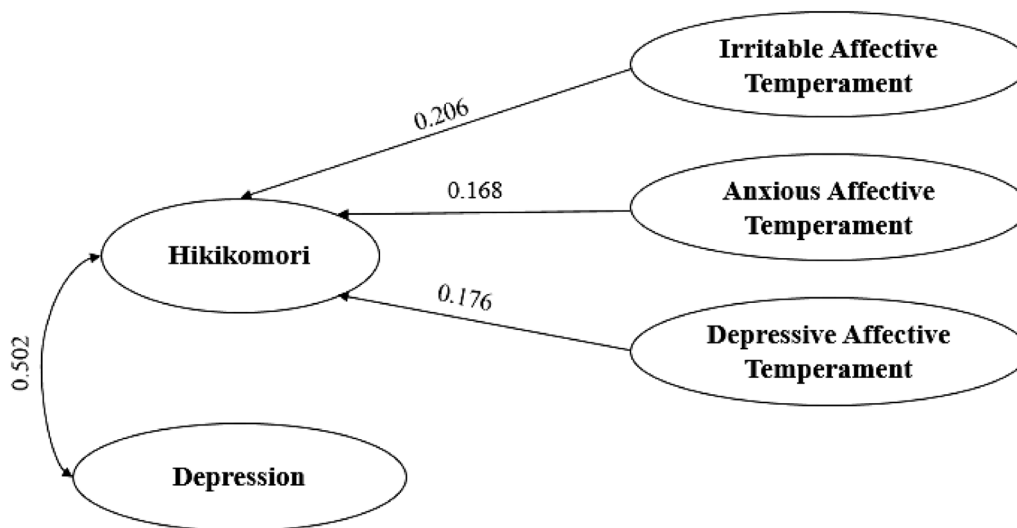 Irritable Affective
Temperament
0.206
Anxious Affective
Temperament
0.168
Hikikomori
0.176
Depressive Affective
Temperament
0.502
Depression